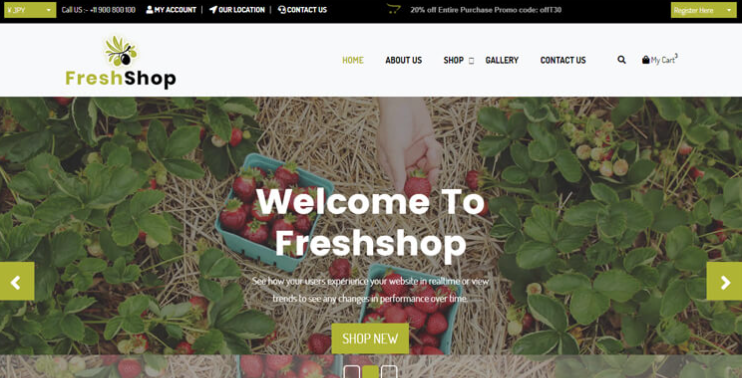 ¥ JPY
Call US :- +11 900 800 100
MY ACCOUNT
OUR LOCATION
CONTACT US
20% off Entire Purchase Promo code: offT30
Register Here
FreshShop
HOME
ABOUT US
SHOP
GALLERY
CONTACT US
My Cart 3
Welcome To
Freshshop
See how your users experience your website in realtime or view
trends to see any changes in performance over time.
SHOP NEW